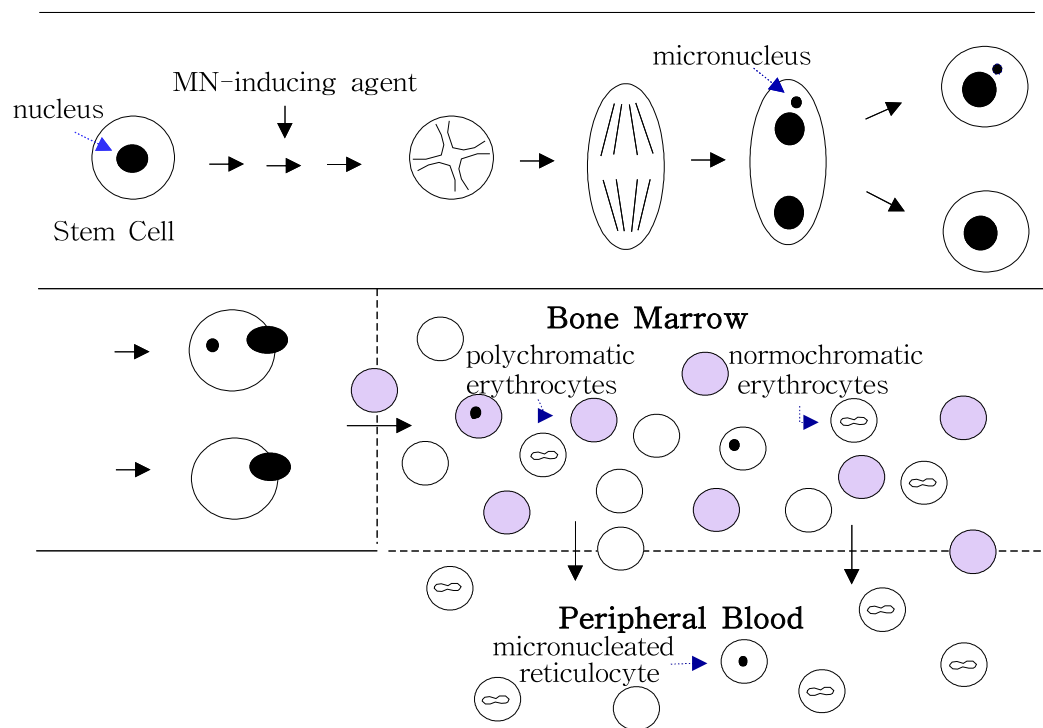 MN-inducing agent
micronucleus
nucleus
Stem Cell
Bone Marrow
polychromatic
erythrocytes
normochromatic
erythrocytes
Peripheral Blood
micronucleated
reticulocyte